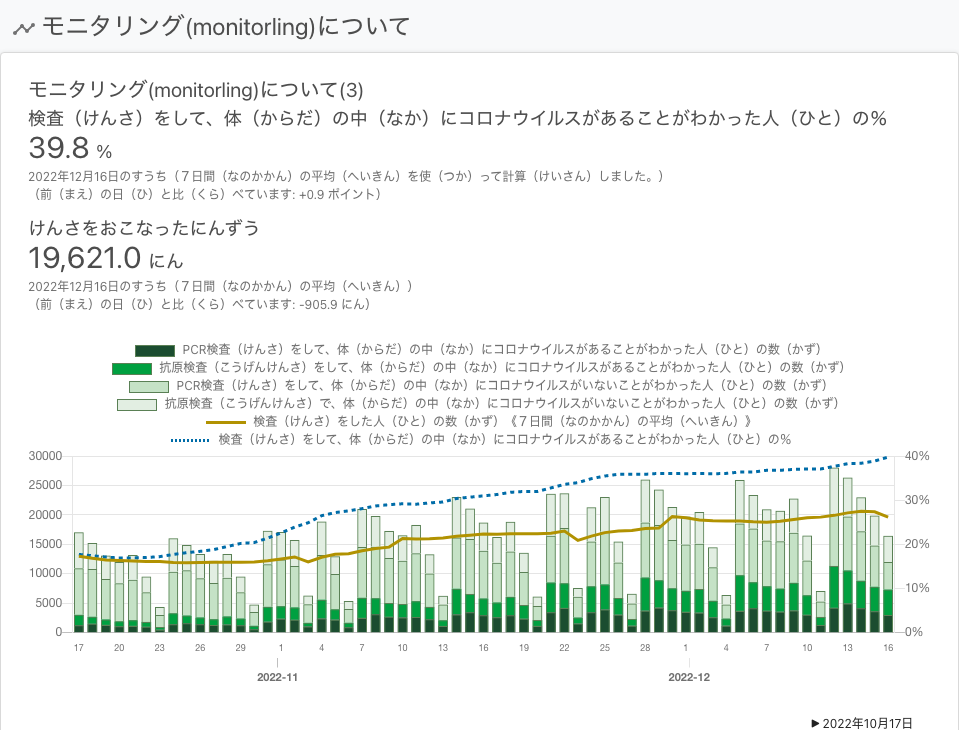 モニタリング(monitorling)について
モニタリング(monitorling)について(3)
検査（けんさ）をして、体（からだ）の中（なか）にコロナウイルスがあることがわかった人（ひと）の%
39.8 %
2022年12月16日のすうち（７日間（なのかかん）の平均（へいきん）を使（つか）って計算（けいさん）しました。）
（前（まえ）の日（ひ）と比（くら）べています: +0.9 ポイント）
けんさをおこなったにんずう
19,621.0 にん
2022年12月16日のすうち（７日間（なのかかん）の平均（へいきん））
（前（まえ）の日（ひ）と比（くら）べています: -905.9 にん）
PCR検査（けんさ）をして、体（からだ）の中（なか）にコロナウイルスがあることがわかった人（ひと）の数（かず）
抗原検査（こうげんけんさ）をして、体（からだ）の中（なか）にコロナウイルスがあることがわかった人（ひと）の数（かず）
PCR検査（けんさ）をして、体（からだ）の中（なか）にコロナウイルスがいないことがわかった人（ひと）の数（かず）
抗原検査（こうげんけんさ）で、体（からだ）の中（なか）にコロナウイルスがいないことがわかった人（ひと）の数（かず）
検査（けんさ）をした人（ひと）の数（かず）《７日間（なのかかん）の平均（へいきん）》
検査（けんさ）をして、体（からだ）の中（なか）にコロナウイルスがあることがわかった人（ひと）の%
30000 40%
25000
20000 30%
15000 20%
10000
5000 10%
0 0%
17 20 23 26 29 1 4 7 10 13 16 19 22 25 28 1 4 7 10 13 16
2022-11 2022-12
▶ 2022年10月17日